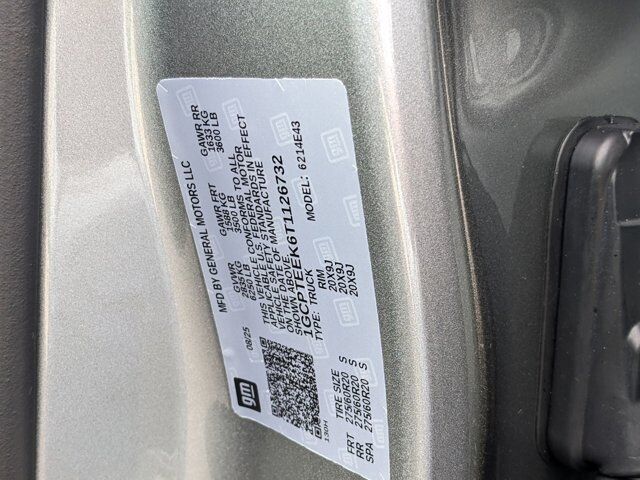 gm
MFD BY GENERAL MOTORS LLC
08/25
GVWR GAWR FRT GAWR RR
2835 KG 1588 KG 1633 KG
6250 LB 3500 LB 3600 LB
THIS VEHICLE CONFORMS TO ALL
APPLICABLE U.S. FEDERAL MOTOR
VEHICLE SAFETY STANDARDS IN EFFECT
ON THE DATE OF MANUFACTURE
SHOWN ABOVE.
1GCPTEEK6T1126732
TYPE: TRUCK MODEL: 6214E43
TIRE SIZE RIM
FRT 275/60R20 S 20X9J
RR 275/60R20 S 20X9J
SPA 275/60R20 S 20X9J
130H